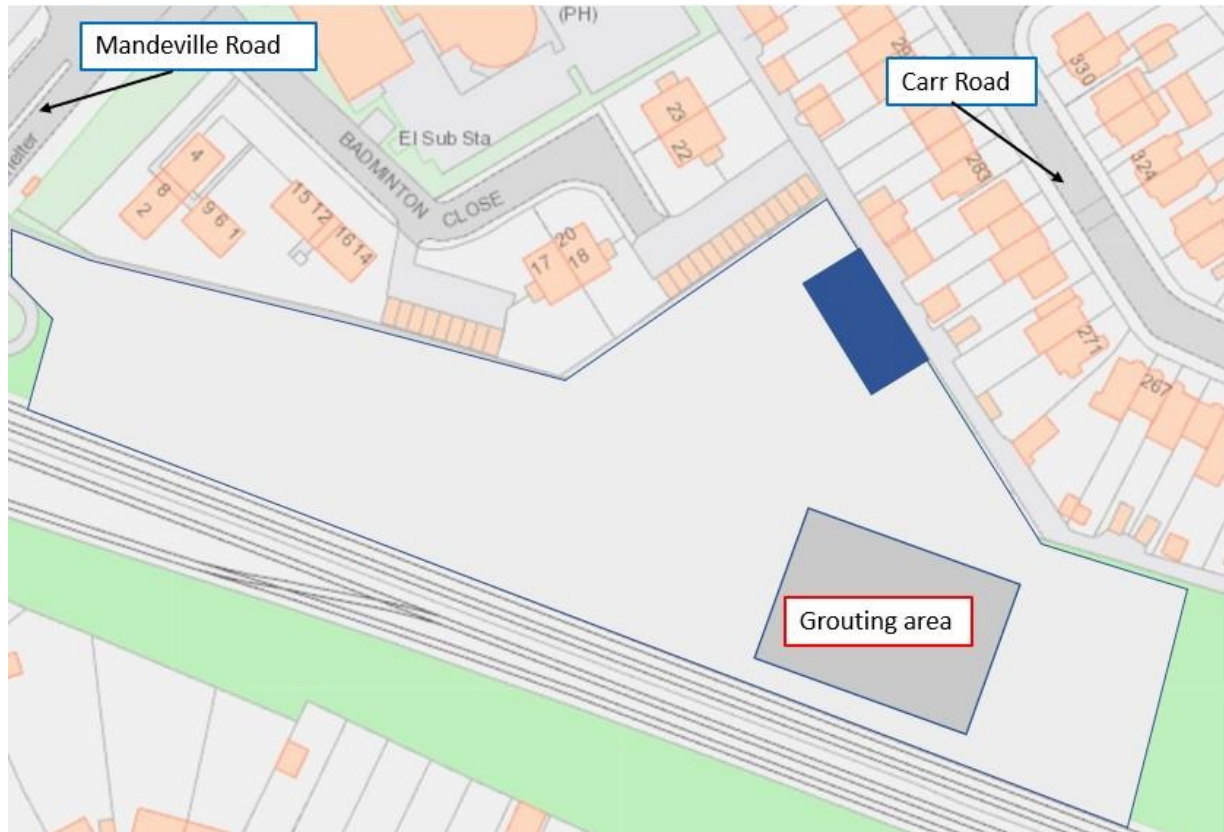 (PH)
Mandeville Road
Carr Road
330
El Sub Sta
23
22
283
324
BADMINTON
CLOSE
4
8
2
9 6 1
15 12
16 14
20
17 18
271
267
Grouting area